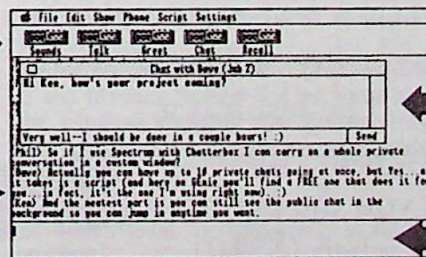 File Edit Show Phone Script Settings
Sounds Talk Greet Chat Recall
Chat with Dave (Job 2)
Hi Ken, how's your project coming?
Very well--I should be done in a couple hours! :) Send
Phil) So if I use Spectrum with Chatterbox I can carry on a whole private
conversation in a custom window?
Dave) Actually you can have up to 16 private chats going at once, but Yes...a
it takes is a script (and here on GEnie you'll find a FREE one that does it fo
you...in fact, it's the one I'm using right now). :)
Ken) And the neatest part is you can still see the public chat in the
background so you can jump in anytime you want.